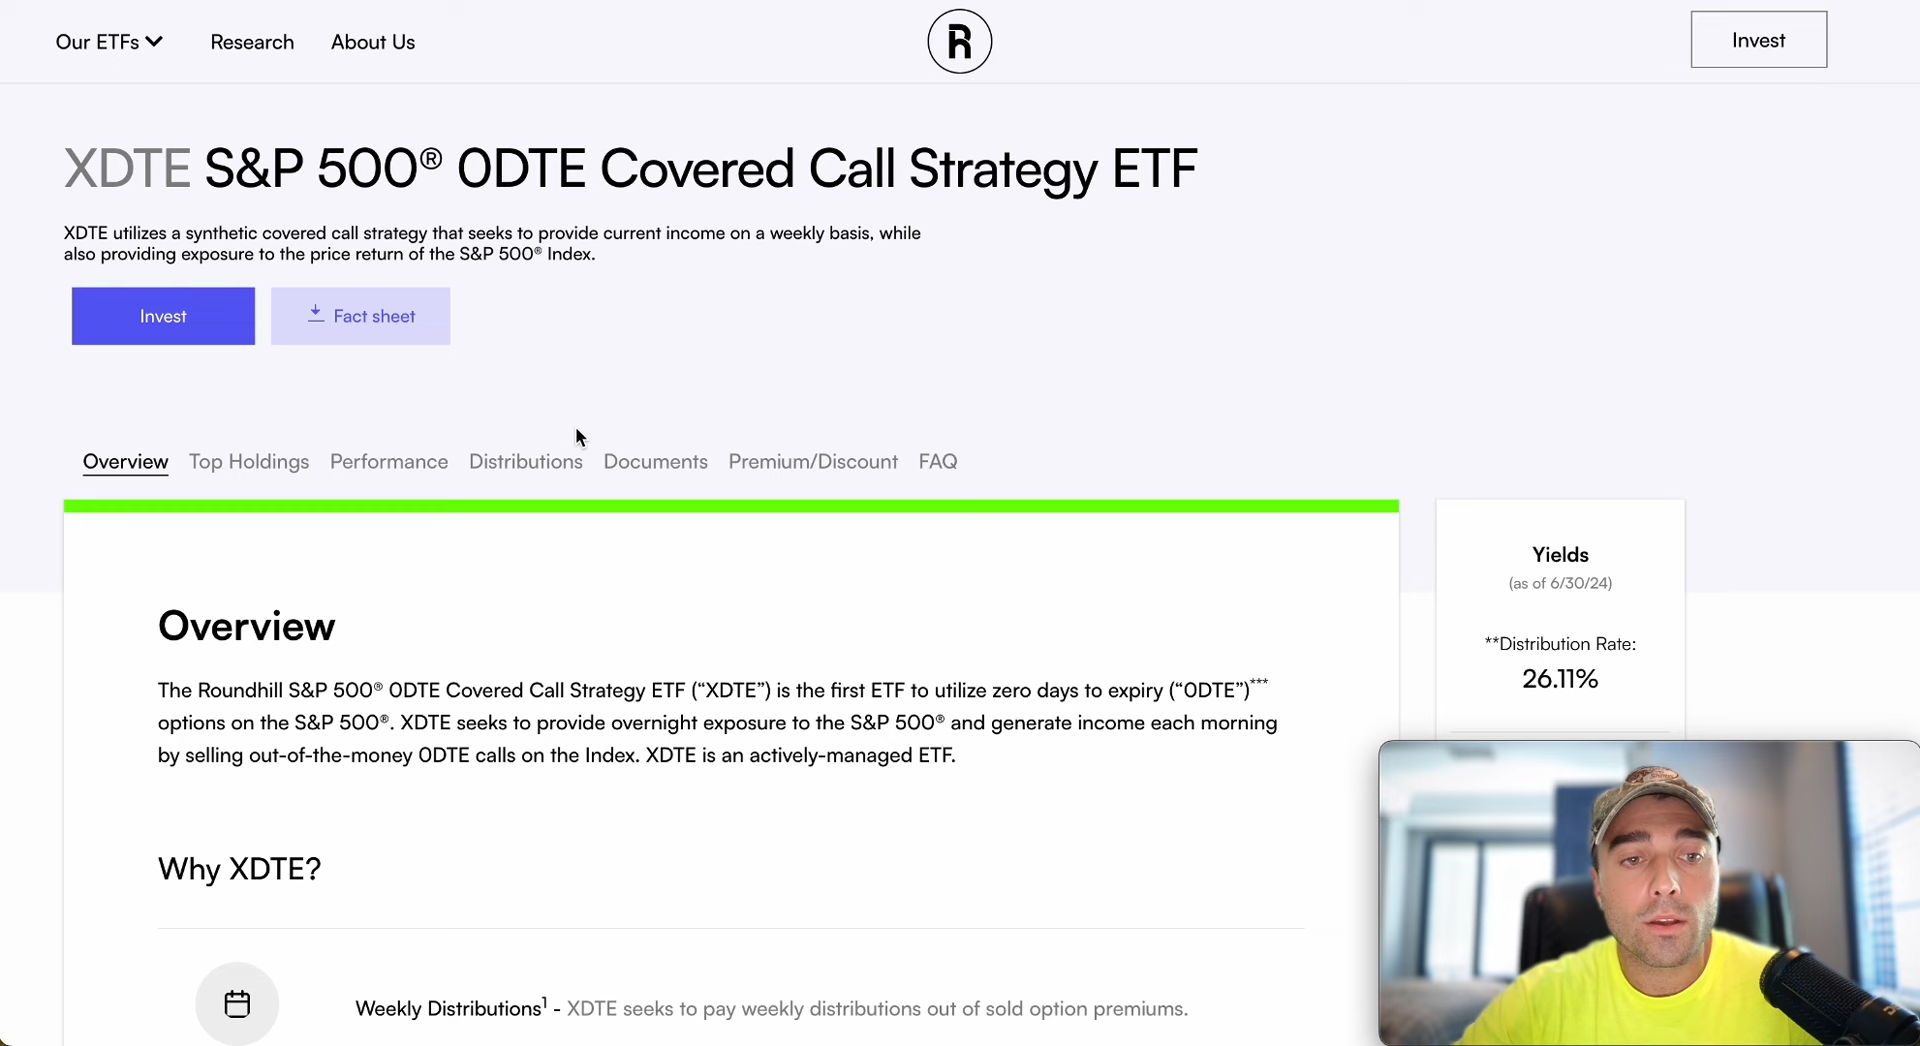 Our ETFs
Research
About Us
R
Invest
XDTE S&P 500® 0DTE Covered Call Strategy ETF
XDTE utilizes a synthetic covered call strategy that seeks to provide current income on a weekly basis, while
also providing exposure to the price return of the S&P 500® Index.
Invest
Fact sheet
Overview
Top Holdings
Performance
Distributions
Documents
Premium/Discount
FAQ
Overview
The Roundhill S&P 500® 0DTE Covered Call Strategy ETF (“XDTE”) is the first ETF to utilize zero days to expiry (“0DTE”)***
options on the S&P 500®. XDTE seeks to provide overnight exposure to the S&P 500® and generate income each morning
by selling out-of-the-money 0DTE calls on the Index. XDTE is an actively-managed ETF.
Why XDTE?
Weekly Distributions¹ - XDTE seeks to pay weekly distributions out of sold option premiums.
Yields
(as of 6/30/24)
**Distribution Rate:
26.11%